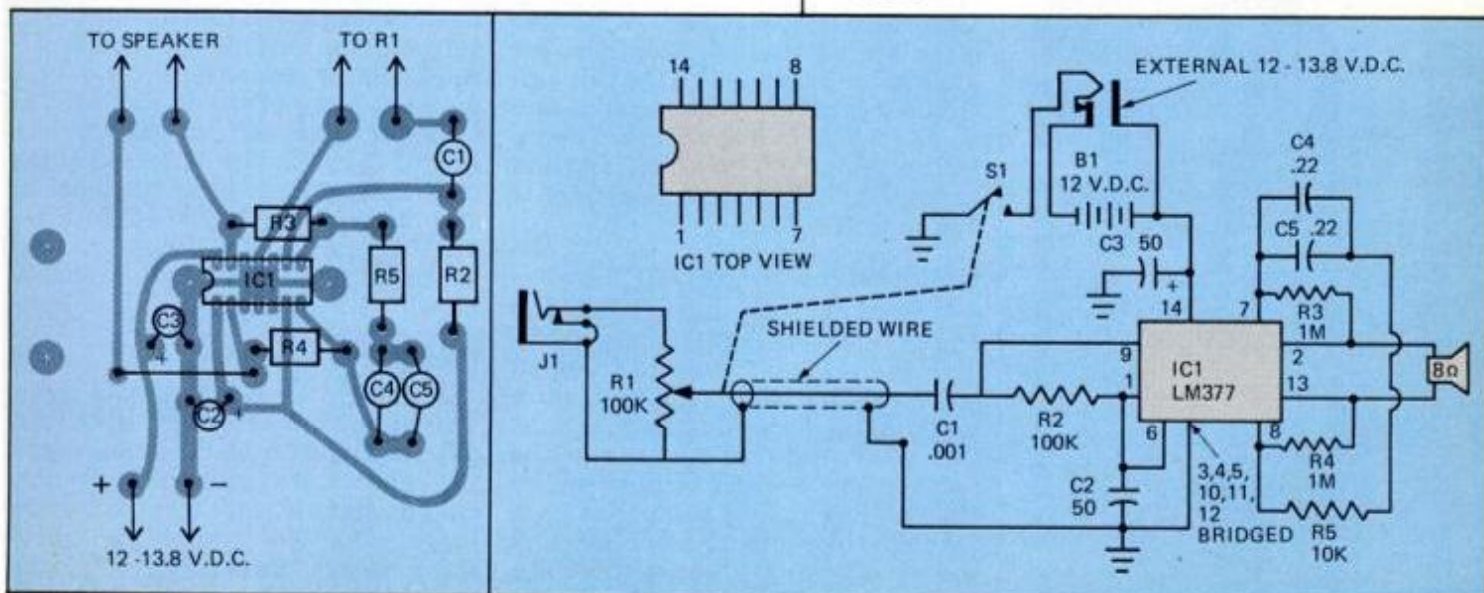 TO SPEAKER
TO R1
C1
R3
IC1
R5
R2
C3
+
R4
C4
C5
C2
+
+
-
12 -13.8 V.D.C.
14
8
1
7
IC1 TOP VIEW
EXTERNAL 12 - 13.8 V.D.C.
S1
B1
12 V.D.C.
C3
50
+
C4
.22
C5 .22
R3
1M
J1
R1
100K
SHIELDED WIRE
C1
.001
R2
100K
C2
50
14
7
9
1
6
2
13
8
IC1
LM377
8Ω
3,4,5,
10,11,
12
BRIDGED
R4
1M
R5
10K